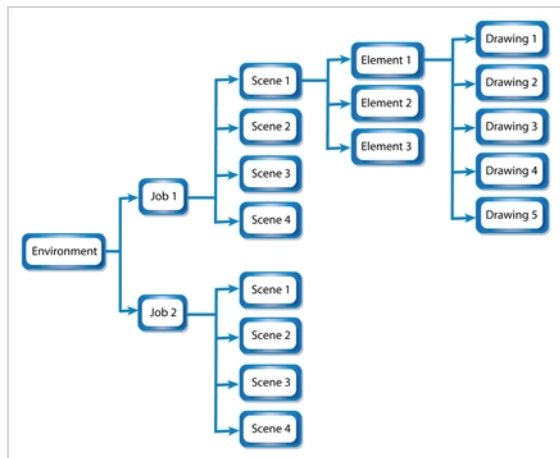 Environment
Job 1
Scene 1
Element 1
Drawing 1
Drawing 2
Drawing 3
Drawing 4
Drawing 5
Element 2
Element 3
Scene 2
Scene 3
Scene 4
Job 2
Scene 1
Scene 2
Scene 3
Scene 4